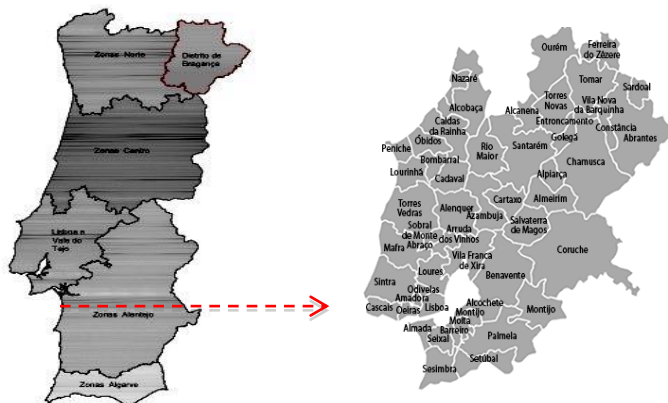 Zonas Norte
Distrito de
Bragança
Zonas Centro
Lisboa e
Vale do
Tejo
Zonas Alentejo
Zonas Algarve
Ourém
Ferreira
do Zêzere
Nazaré
Tomar
Sardoal
Alcobaça
Torres
Novas
Vila Nova
da Barquinha
Alcanena
Entroncamento
Constância
Caldas
da Rainha
Golegã
Abrantes
Óbidos
Rio
Maior
Santarém
Peniche
Bombarral
Chamusca
Lourinhã
Cadaval
Alpiarça
Torres
Vedras
Alenquer
Cartaxo
Almeirim
Azambuja
Sobral
de Monte
Abraço
Arruda
dos Vinhos
Salvaterra
de Magos
Mafra
Coruche
Vila Franca
de Xira
Loures
Benavente
Sintra
Odivelas
Amadora
Cascais
Oeiras
Lisboa
Alcochete
Montijo
Montijo
Moita
Almada
Barreiro
Seixal
Palmela
Setúbal
Sesimbra